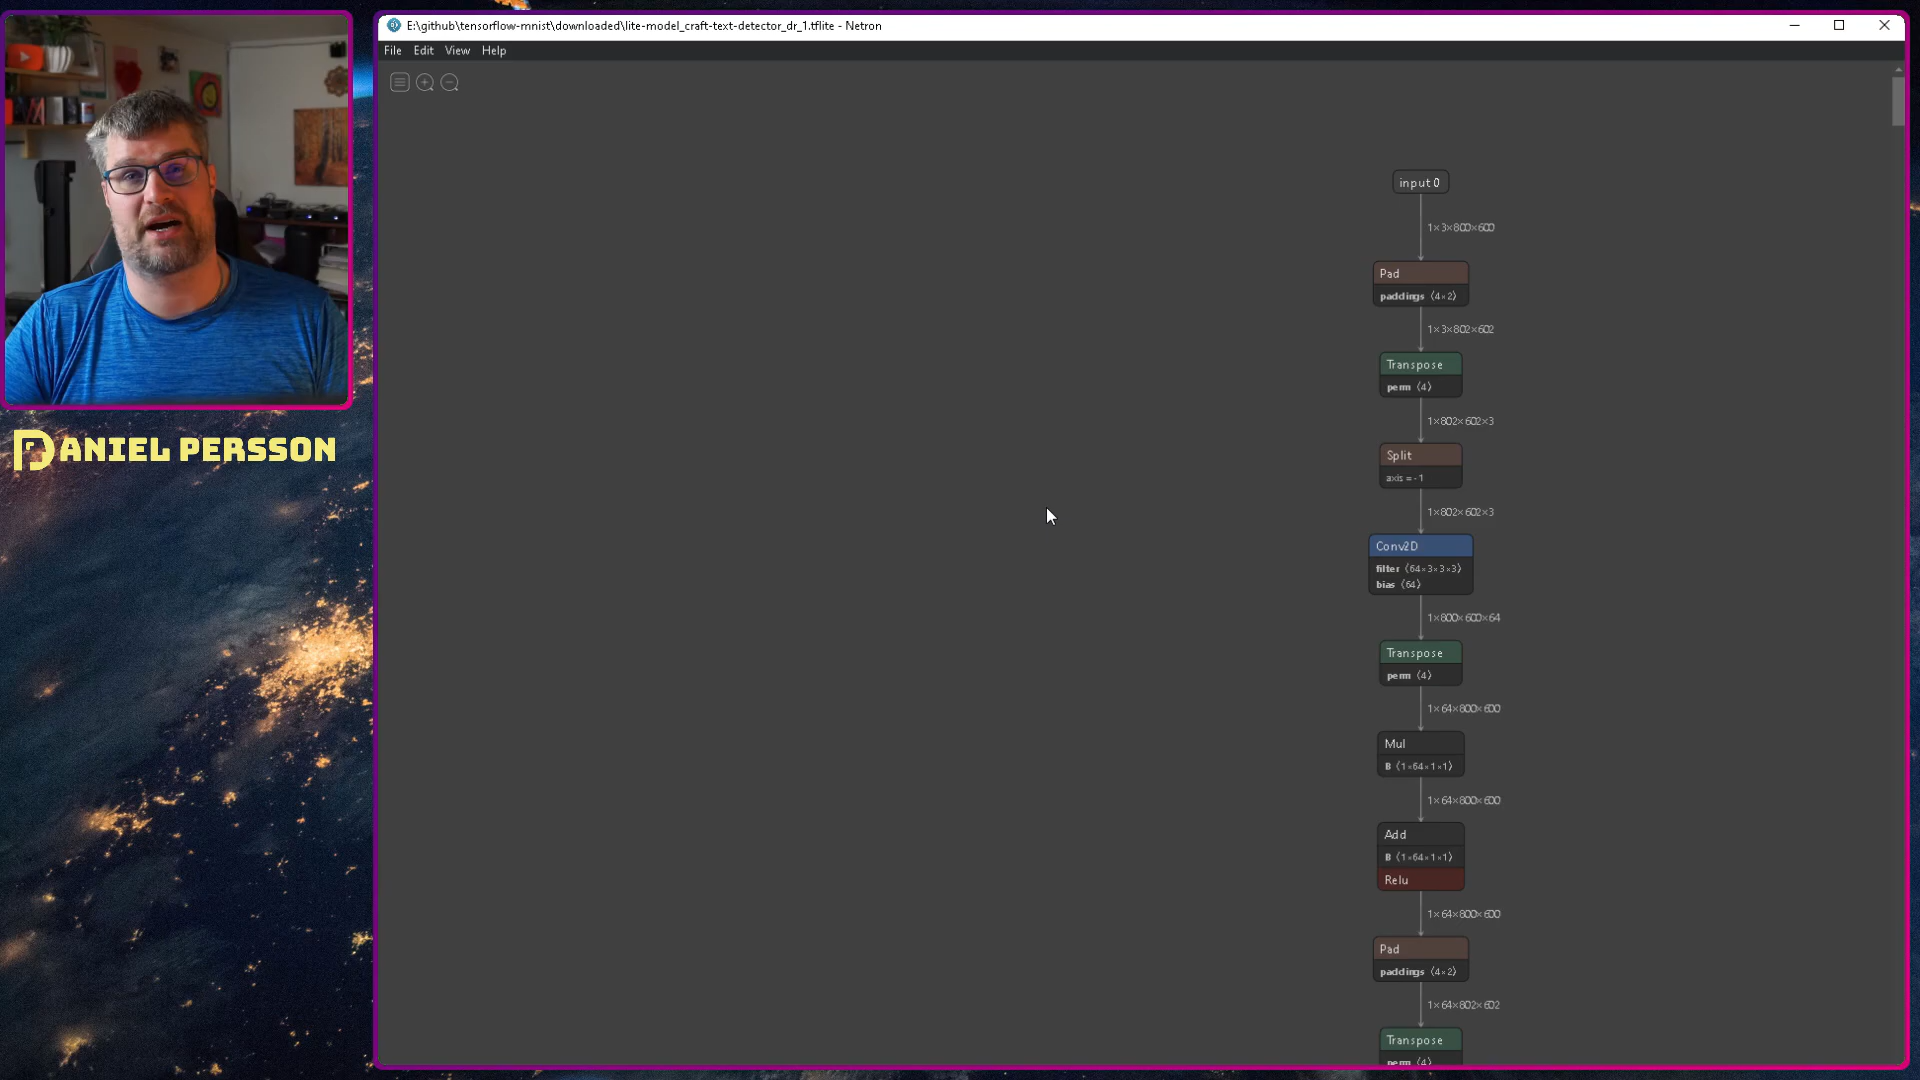 E:\github\tensorflow-mnist\downloaded\lite-model_craft-text-detector_dr_1.tflite - Netron
File Edit View Help
DANIEL PERSSON
input 0
1×3×800×600
Pad
paddings ⟨4×2⟩
1×3×802×602
Transpose
perm ⟨4⟩
1×802×602×3
Split
axis = -1
1×802×602×3
Conv2D
filter ⟨64×3×3×3⟩
bias ⟨64⟩
1×800×600×64
Transpose
perm ⟨4⟩
1×64×800×600
Mul
B ⟨1×64×1×1⟩
1×64×800×600
Add
B ⟨1×64×1×1⟩
Relu
1×64×800×600
Pad
paddings ⟨4×2⟩
1×64×802×602
Transpose
perm ⟨4⟩